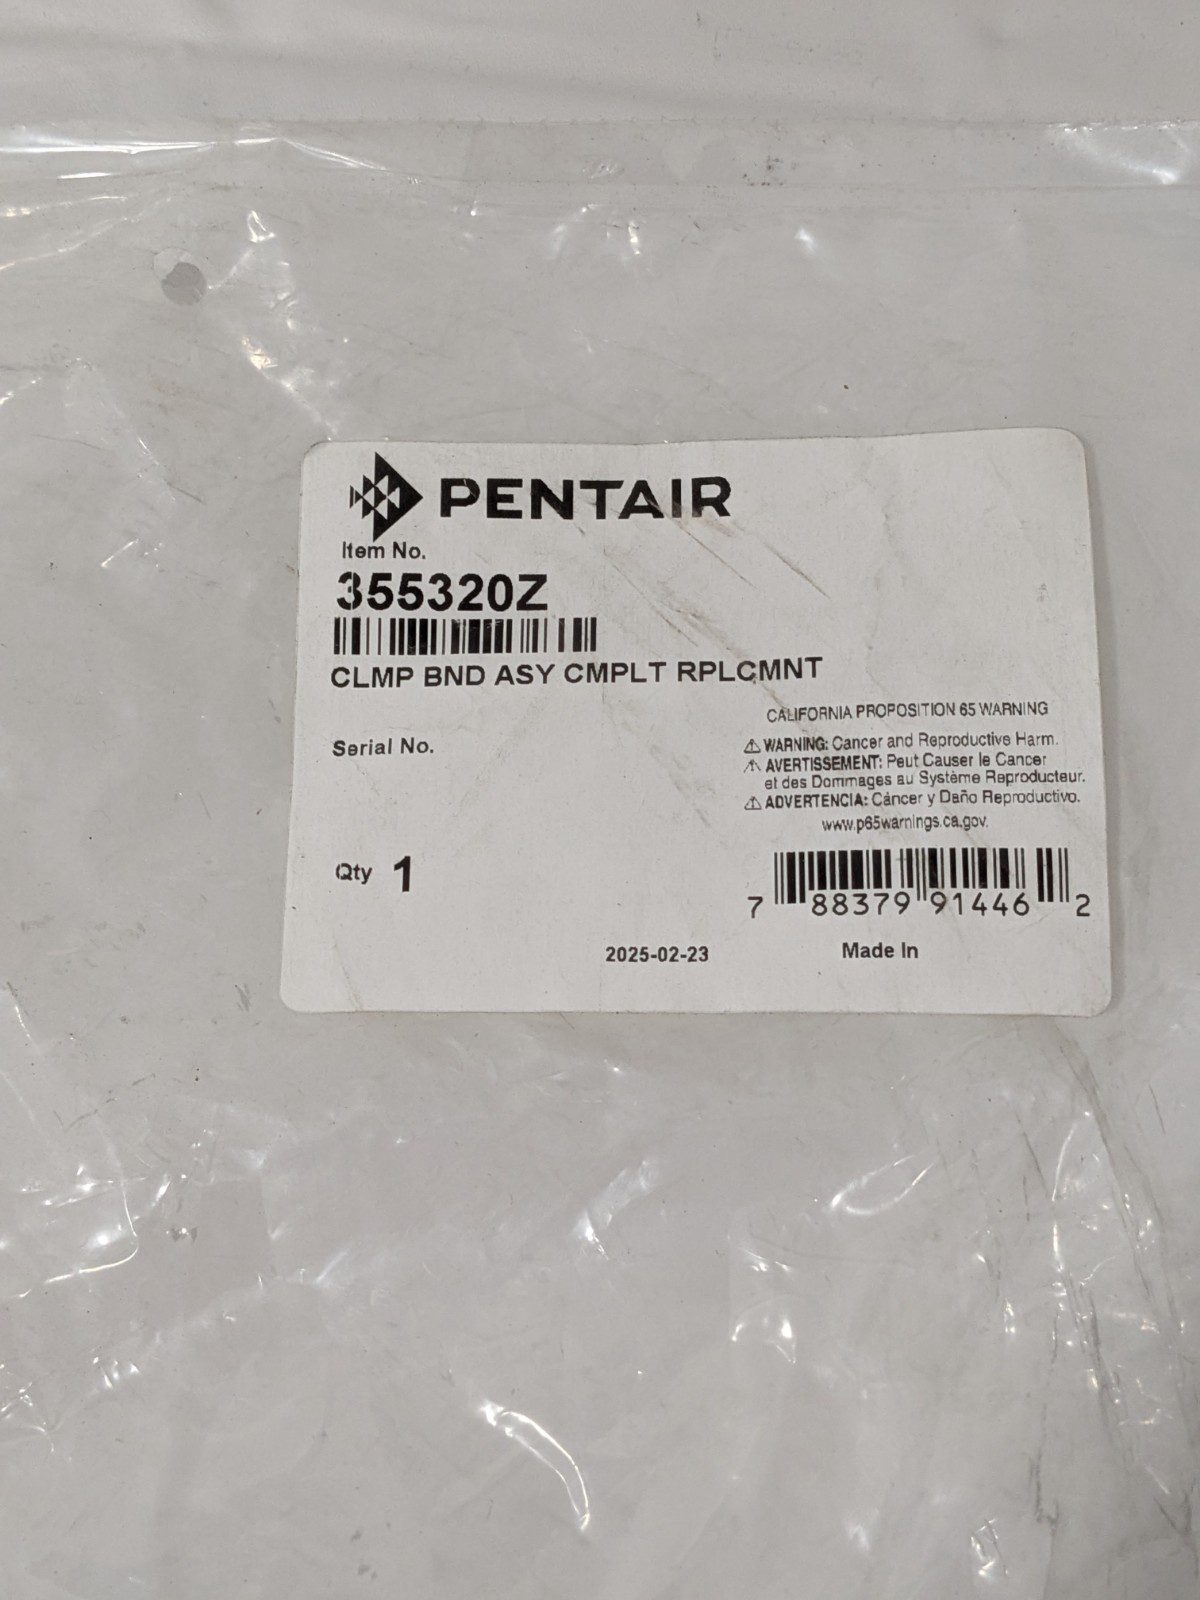 PENTAIR
Item No.
355320Z
CLMP BND ASY CMPLT RPLCMNT
CALIFORNIA PROPOSITION 65 WARNING
Serial No.
⚠ WARNING: Cancer and Reproductive Harm.
⚠ AVERTISSEMENT: Peut Causer le Cancer
et des Dommages au Système Reproducteur.
⚠ ADVERTENCIA: Cáncer y Daño Reproductivo.
www.p65warnings.ca.gov.
Qty 1
7 88379 91446 2
2025-02-23 Made In